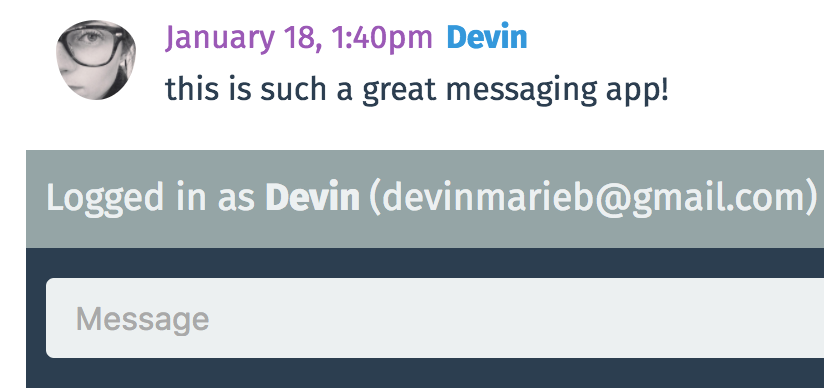 January 18, 1:40pm Devin
this is such a great messaging app!
Logged in as Devin (devinmarieb@gmail.com)
Message